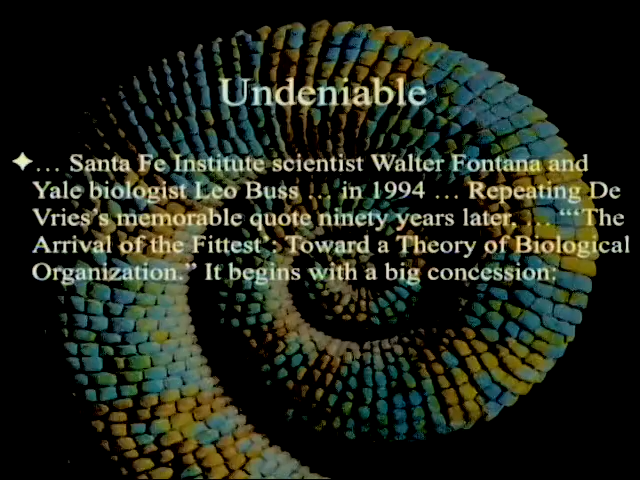 Undeniable
… Santa Fe Institute scientist Walter Fontana and
Yale biologist Leo Buss … in 1994 … Repeating De
Vries’s memorable quote ninety years later, … “‘The
Arrival of the Fittest’: Toward a Theory of Biological
Organization.” It begins with a big concession: